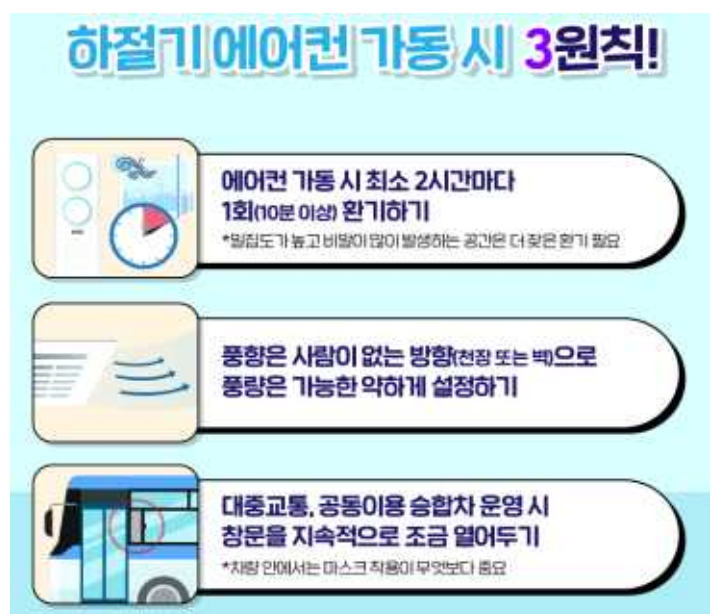 하절기 에어컨 가동 시 3원칙!
에어컨 가동 시 최소 2시간마다
1회(10분 이상) 환기하기
*밀집도가 높고 비말이 많이 발생하는 공간은 더 잦은 환기 필요
풍향은 사람이 없는 방향(천장 또는 벽)으로
풍량은 가능한 약하게 설정하기
대중교통, 공동이용 승합차 운영 시
창문을 지속적으로 조금 열어두기
*차량 안에서는 마스크 착용이 무엇보다 중요